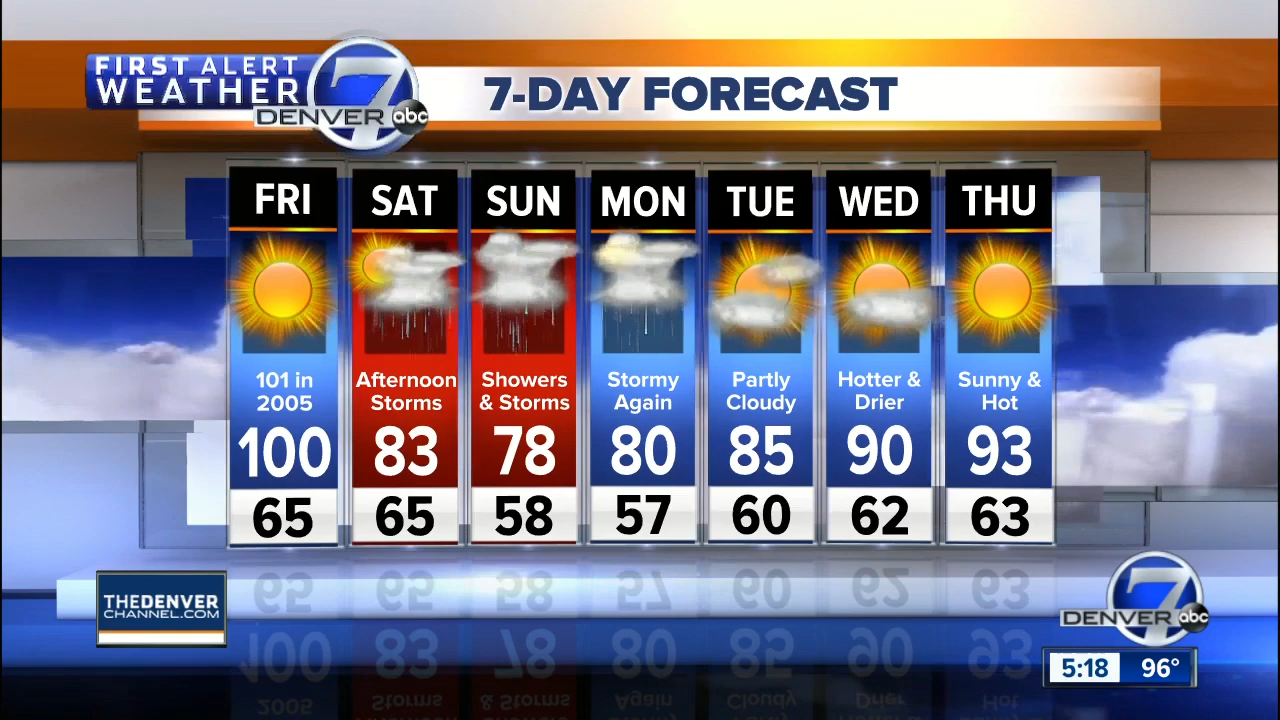 FIRST ALERT
WEATHER
7
DENVER abc
7-DAY FORECAST
FRI SAT SUN MON TUE WED THU
101 in Afternoon Showers Stormy Partly Hotter & Sunny &
2005 Storms & Storms Again Cloudy Drier Hot
100 83 78 80 85 90 93
65 65 58 57 60 62 63
THEDENVER
CHANNEL.COM
7
DENVER abc
5:18 96°